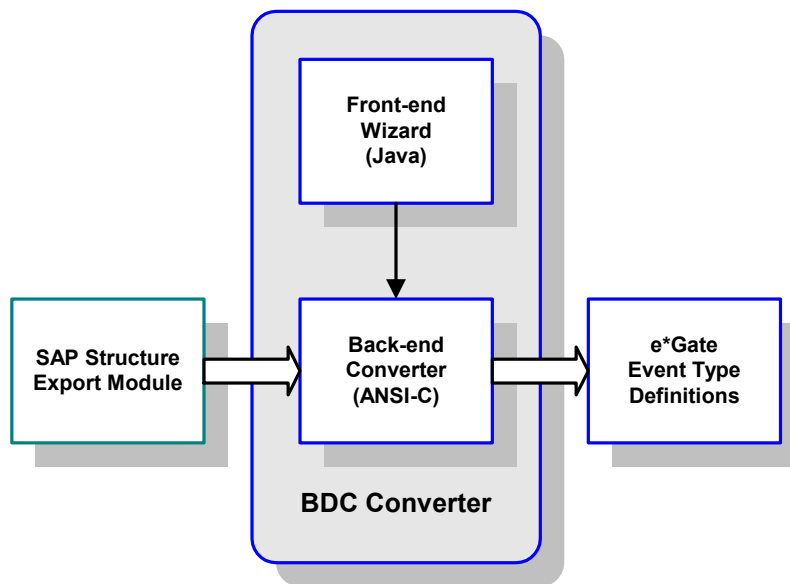 Front-end
Wizard
(Java)
SAP Structure
Export Module
Back-end
Converter
(ANSI-C)
e*Gate
Event Type
Definitions
BDC Converter